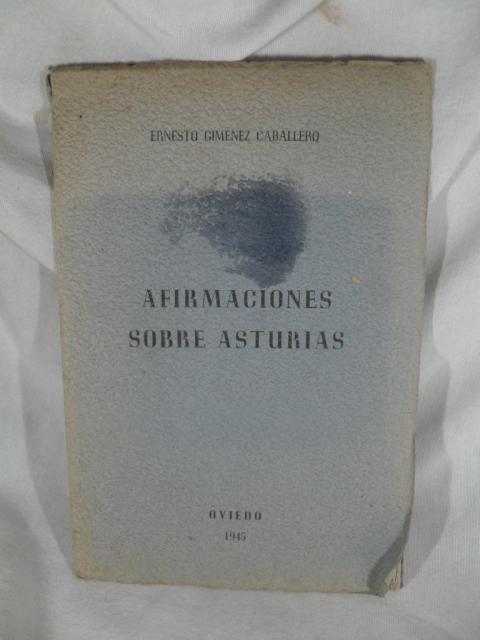 ERNESTO GIMENEZ CABALLERO
AFIRMACIONES
SOBRE ASTURIAS
OVIEDO
1945